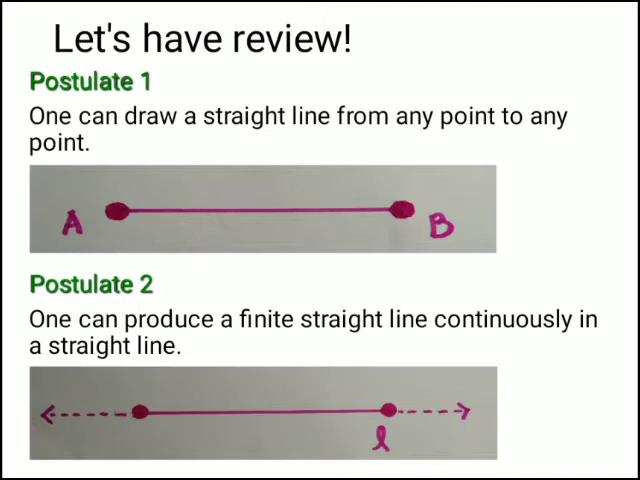 Let's have review!
Postulate 1
One can draw a straight line from any point to any
point.
A B
Postulate 2
One can produce a finite straight line continuously in
a straight line.
l